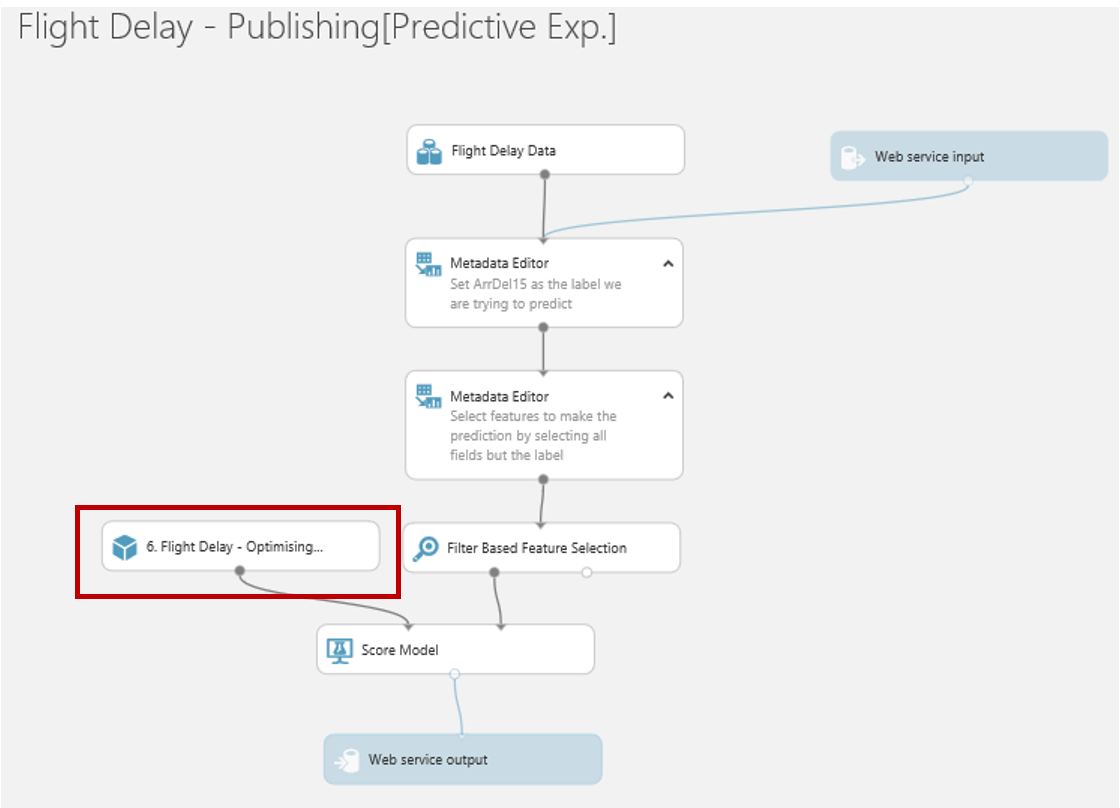 Flight Delay - Publishing[Predictive Exp.]
Flight Delay Data
Web service input
Metadata Editor
Set ArrDel15 as the label we
are trying to predict
Metadata Editor
Select features to make the
prediction by selecting all
fields but the label
6. Flight Delay - Optimising...
Filter Based Feature Selection
Score Model
Web service output